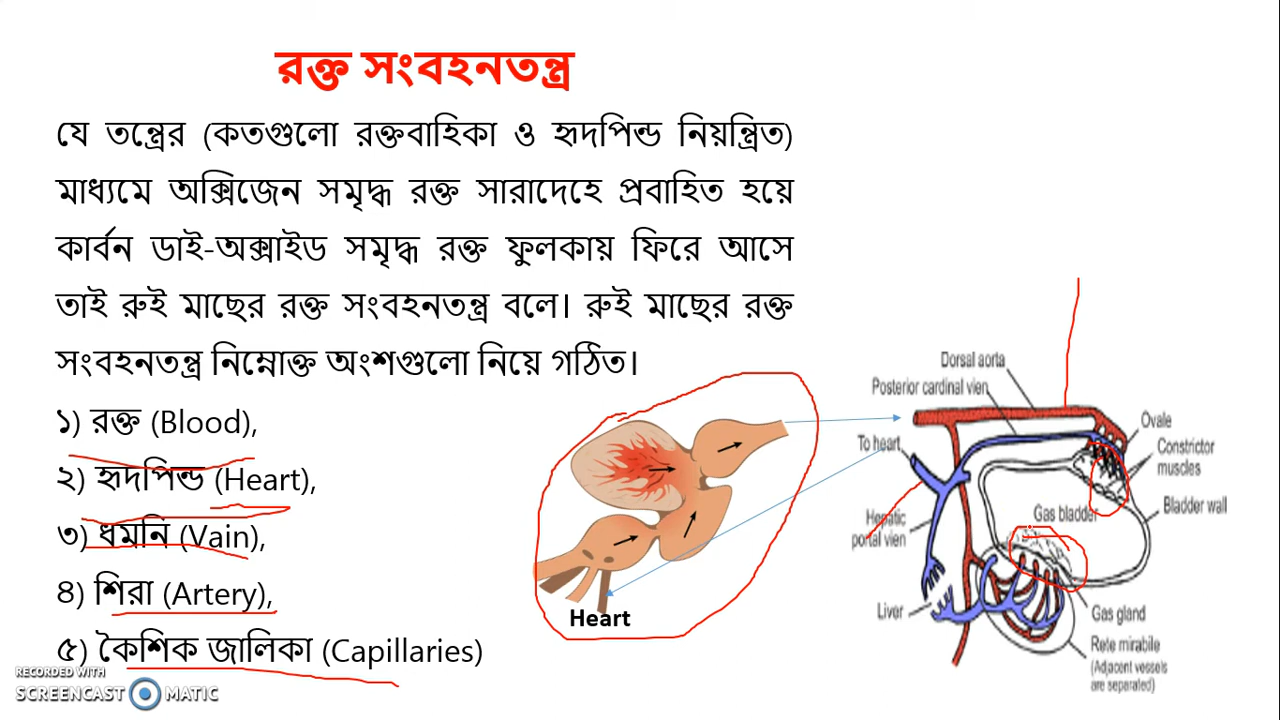 রক্ত সংবহনতন্ত্র
যে তন্ত্রের (কতগুলো রক্তবাহিকা ও হৃদপিন্ড নিয়ন্ত্রিত)
মাধ্যমে অক্সিজেন সমৃদ্ধ রক্ত সারাদেহে প্রবাহিত হয়ে
কার্বন ডাই-অক্সাইড সমৃদ্ধ রক্ত ফুলকায় ফিরে আসে
তাই রুই মাছের রক্ত সংবহনতন্ত্র বলে। রুই মাছের রক্ত
সংবহনতন্ত্র নিম্নোক্ত অংশগুলো নিয়ে গঠিত।
১) রক্ত (Blood),
২) হৃদপিন্ড (Heart),
৩) ধমনি (Vain),
৪) শিরা (Artery),
৫) কৈশিক জালিকা (Capillaries)
Heart
Dorsal aorta
Posterior cardinal vien
To heart
Ovale
Constrictor
muscles
Bladder wall
Gas bladder
Hepatic
portal vien
Liver
Gas gland
Rete mirabile
(Adjacent vessels
are separated)
RECORDED WITH
SCREENCAST MATIC